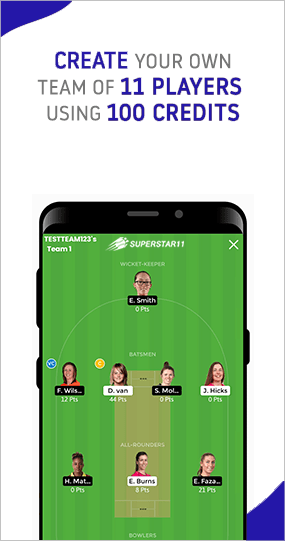 CREATE YOUR OWN
TEAM OF 11 PLAYERS
USING 100 CREDITS
TESTTEAM123's
Team 1
SUPERSTAR11
WICKET-KEEPER
E. Smith
0 Pts
BATSMEN
VC
C
F. Wils...
D. van
S. Mol...
J. Hicks
12 Pts
44 Pts
0 Pts
0 Pts
ALL-ROUNDERS
H. Mat...
E. Burns
E. Faza...
0 Pts
8 Pts
21 Pts
BOWLERS